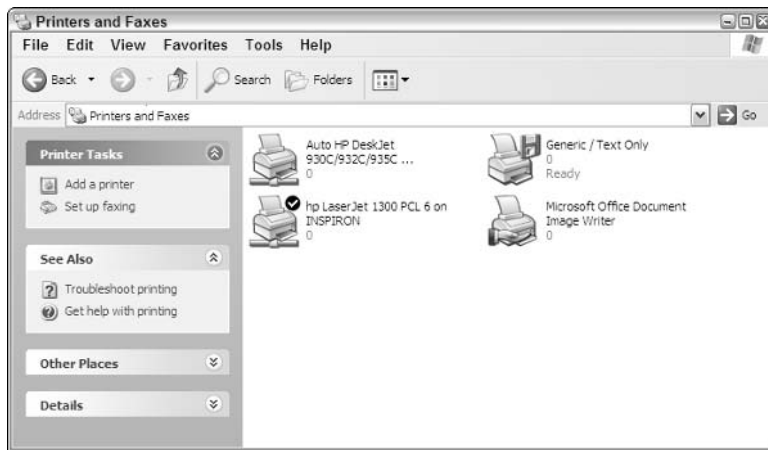 Printers and Faxes
File Edit View Favorites Tools Help
Back Search Folders
Address Printers and Faxes Go
Printer Tasks
Add a printer
Set up faxing
See Also
Troubleshoot printing
Get help with printing
Other Places
Details
Auto HP DeskJet
930C/932C/935C ...
0
Generic / Text Only
0
Ready
hp LaserJet 1300 PCL 6 on
INSPIRON
0
Microsoft Office Document
Image Writer
0